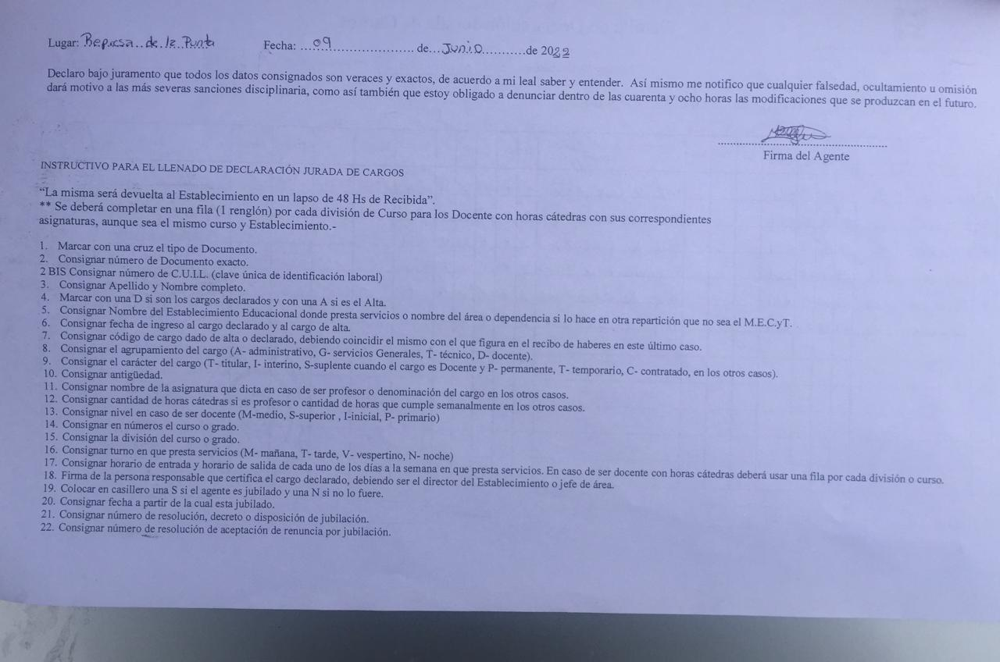 Lugar: Represa de la Punta Fecha: ...09.......................... de...Junio...........de 2022
Declaro bajo juramento que todos los datos consignados son veraces y exactos, de acuerdo a mi leal saber y entender. Así mismo me notifico que cualquier falsedad, ocultamiento u omisión
dará motivo a las más severas sanciones disciplinaria, como así también que estoy obligado a denunciar dentro de las cuarenta y ocho horas las modificaciones que se produzcan en el futuro.
Firma del Agente
INSTRUCTIVO PARA EL LLENADO DE DECLARACIÓN JURADA DE CARGOS
“La misma será devuelta al Establecimiento en un lapso de 48 Hs de Recibida”.
** Se deberá completar en una fila (1 renglón) por cada división de Curso para los Docente con horas cátedras con sus correspondientes
asignaturas, aunque sea el mismo curso y Establecimiento.-
1. Marcar con una cruz el tipo de Documento.
2. Consignar número de Documento exacto.
2 BIS Consignar número de C.U.I.L. (clave única de identificación laboral)
3. Consignar Apellido y Nombre completo.
4. Marcar con una D si son los cargos declarados y con una A si es el Alta.
5. Consignar Nombre del Establecimiento Educacional donde presta servicios o nombre del área o dependencia si lo hace en otra repartición que no sea el M.E.C.yT.
6. Consignar fecha de ingreso al cargo declarado y al cargo de alta.
7. Consignar código de cargo dado de alta o declarado, debiendo coincidir el mismo con el que figura en el recibo de haberes en este último caso.
8. Consignar el agrupamiento del cargo (A- administrativo, G- servicios Generales, T- técnico, D- docente).
9. Consignar el carácter del cargo (T- titular, I- interino, S-suplente cuando el cargo es Docente y P- permanente, T- temporario, C- contratado, en los otros casos).
10. Consignar antigüedad.
11. Consignar nombre de la asignatura que dicta en caso de ser profesor o denominación del cargo en los otros casos.
12. Consignar cantidad de horas cátedras si es profesor o cantidad de horas que cumple semanalmente en los otros casos.
13. Consignar nivel en caso de ser docente (M-medio, S-superior , I-inicial, P- primario)
14. Consignar en números el curso o grado.
15. Consignar la división del curso o grado.
16. Consignar turno en que presta servicios (M- mañana, T- tarde, V- vespertino, N- noche)
17. Consignar horario de entrada y horario de salida de cada uno de los días a la semana en que presta servicios. En caso de ser docente con horas cátedras deberá usar una fila por cada división o curso.
18. Firma de la persona responsable que certifica el cargo declarado, debiendo ser el director del Establecimiento o jefe de área.
19. Colocar en casillero una S si el agente es jubilado y una N si no lo fuere.
20. Consignar fecha a partir de la cual esta jubilado.
21. Consignar número de resolución, decreto o disposición de jubilación.
22. Consignar número de resolución de aceptación de renuncia por jubilación.